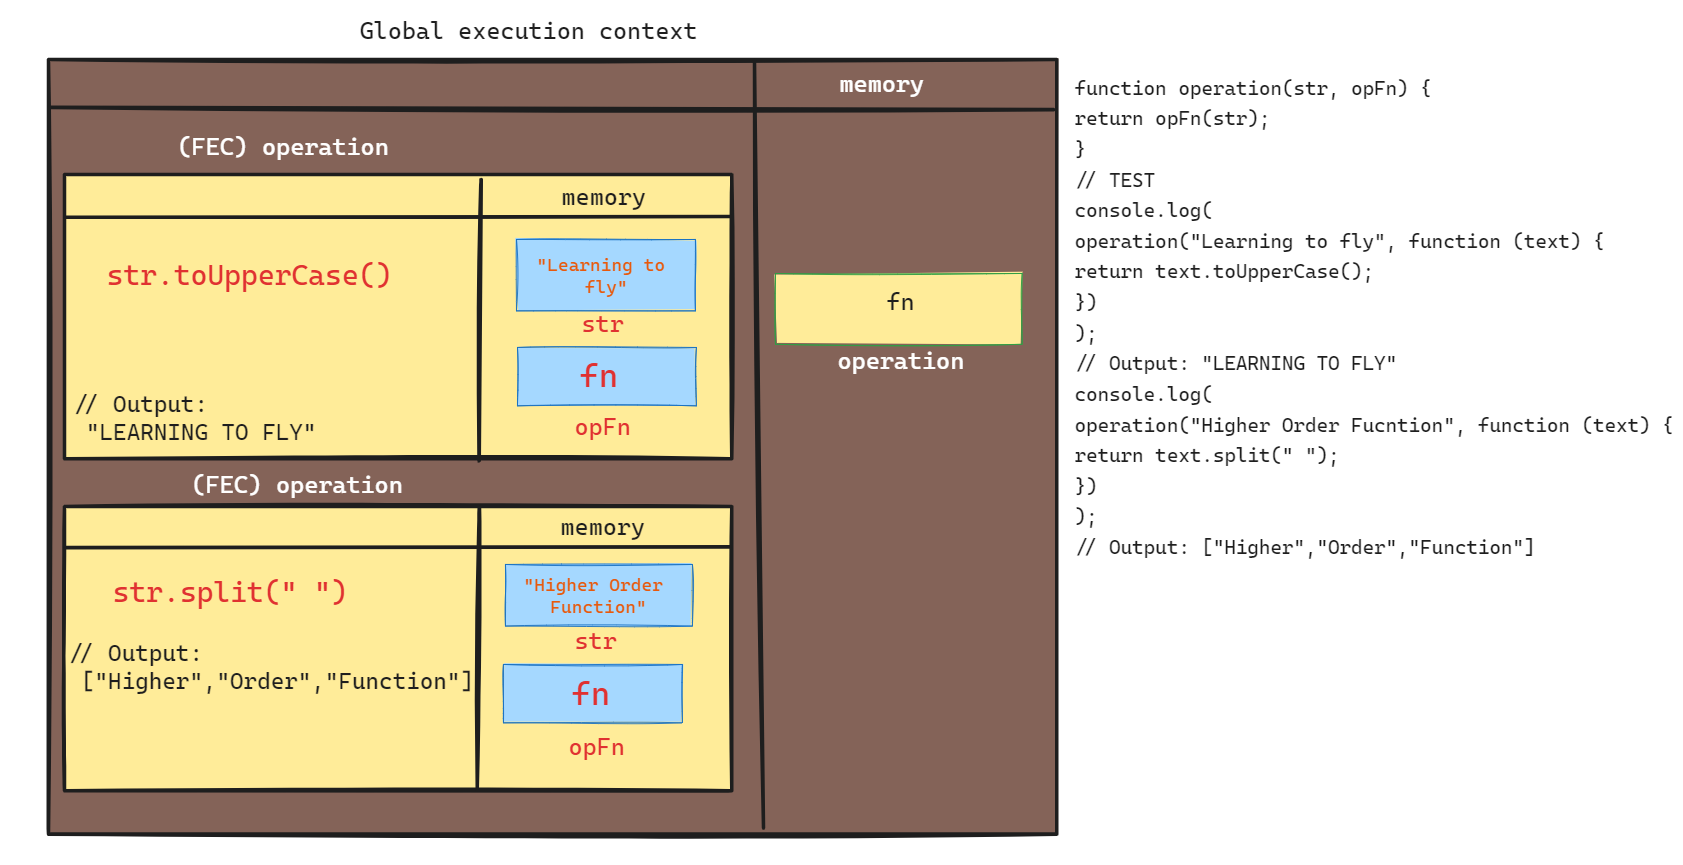 Global execution context
memory
(FEC) operation
memory
str.toUpperCase()
"Learning to
fly"
str
fn
opFn
// Output:
"LEARNING TO FLY"
(FEC) operation
memory
str.split(" ")
"Higher Order
Function"
str
// Output:
["Higher","Order","Function"]
fn
opFn
fn
operation
function operation(str, opFn) {
return opFn(str);
}
// TEST
console.log(
operation("Learning to fly", function (text) {
return text.toUpperCase();
})
);
// Output: "LEARNING TO FLY"
console.log(
operation("Higher Order Fucntion", function (text) {
return text.split(" ");
})
);
// Output: ["Higher","Order","Function"]